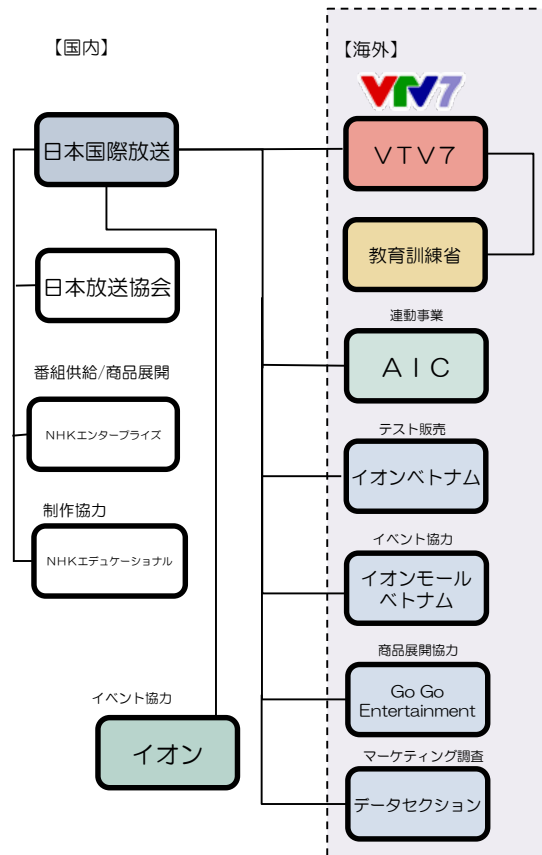 【国内】
日本国際放送
日本放送協会
番組供給/商品展開
NHKエンタープライズ
制作協力
NHKエデュケーショナル
イベント協力
イオン
【海外】
VTV7
VTV7
教育訓練省
連動事業
AIC
テスト販売
イオンベトナム
イベント協力
イオンモール
ベトナム
商品展開協力
Go Go
Entertainment
マーケティング調査
データセクション